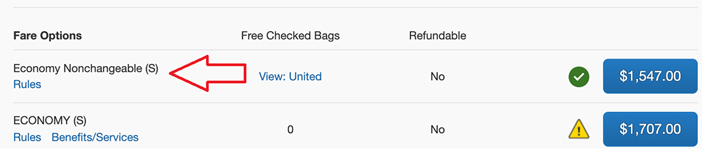 Fare Options Free Checked Bags Refundable
Economy Nonchangeable (S) View: United No $1,547.00
Rules
ECONOMY (S) 0 No $1,707.00
Rules Benefits/Services